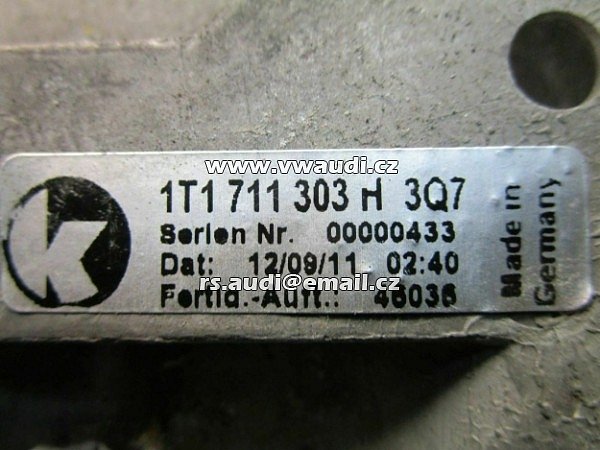 www.vwaudi.cz
1T1 711 303 H 3Q7
Serien Nr. 00000433
Dat: 12/09/11 02:40
rs.audi@email.cz
Fertig.-Auft.: 46036
Made in
Germany
K